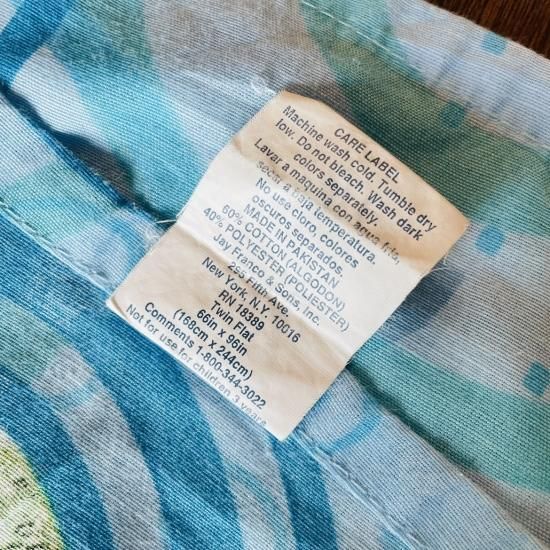 CARE LABEL
Machine wash cold. Tumble dry
low. Do not bleach. Wash dark
colors separately.
Lavar a maquina con agua fria,
secar a baja temperatura.
No use cloro, colores
oscuros separados.
MADE IN PAKISTAN
60% COTTON (ALGODON)
40% POLYESTER (POLIESTER)
Jay Franco & Sons, Inc.
295 Fifth Ave.
New York, N.Y. 10016
RN 18389
Twin Flat
66in x 96in
(168cm x 244cm)
Comments 1-800-344-3022
Not for use for children 3 years